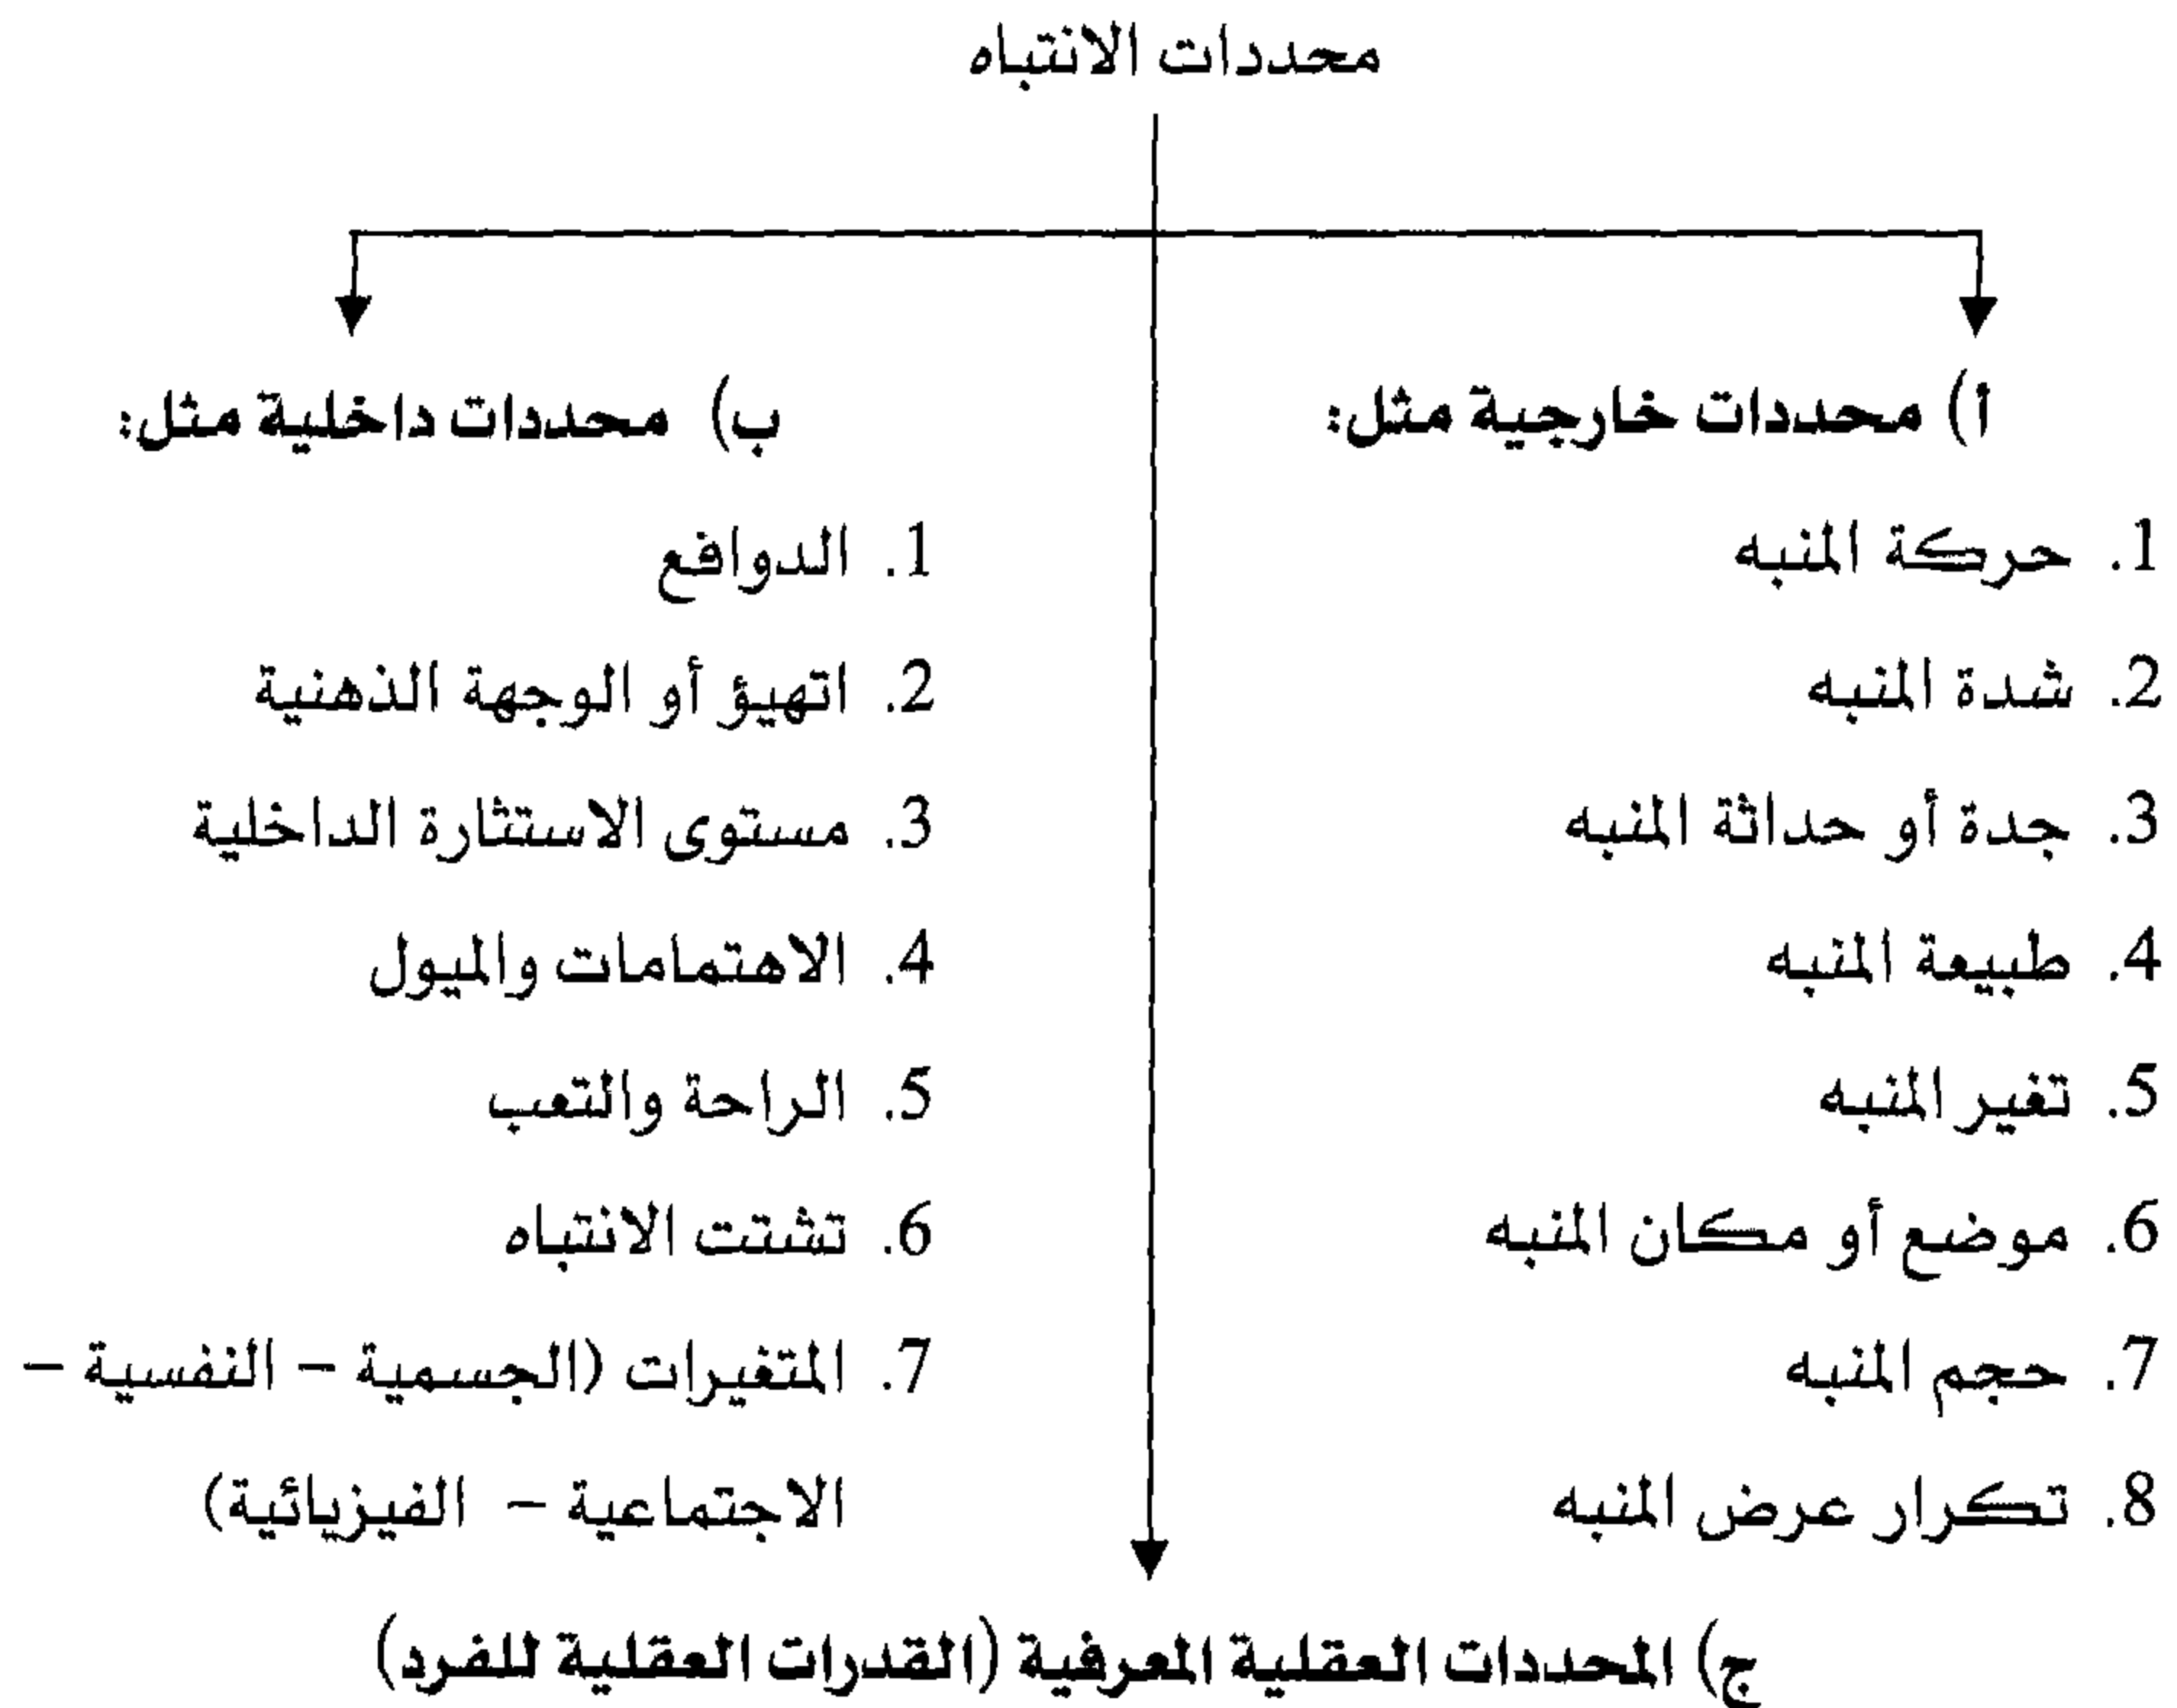 محددات الانتباه
أ) محددات خارجية مثل:
1. حركة المنبه
2. شدة المنبه
3. جدة أو حداثة المنبه
4. طبيعة المنبه
5. تغير المنبه
6. موضع أو مكان المنبه
7. حجم المنبه
8. تكرار عرض المنبه
ب) محددات داخلية مثل:
1. الدوافع
2. اتهيؤ أو الوجهة الذهنية
3. مستوى الاستثارة الداخلية
4. الاهتمامات والميول
5. الراحة والتعب
6. تشتت الانتباه
7. المتغيرات (الجسمية – النفسية –
الاجتماعية – الفيزيائية)
ج) المحددات العقلية المعرفية (القدرات العقلية للفرد)